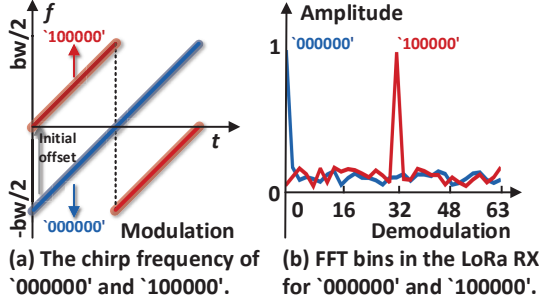 f
bw/2
`100000'
Initial
offset
t
-bw/2
`000000'
Modulation
(a) The chirp frequency of
`000000' and `100000'.
Amplitude
1
`000000'
`100000'
0
0 16 32 48 63
Demodulation
(b) FFT bins in the LoRa RX
for `000000' and `100000'.